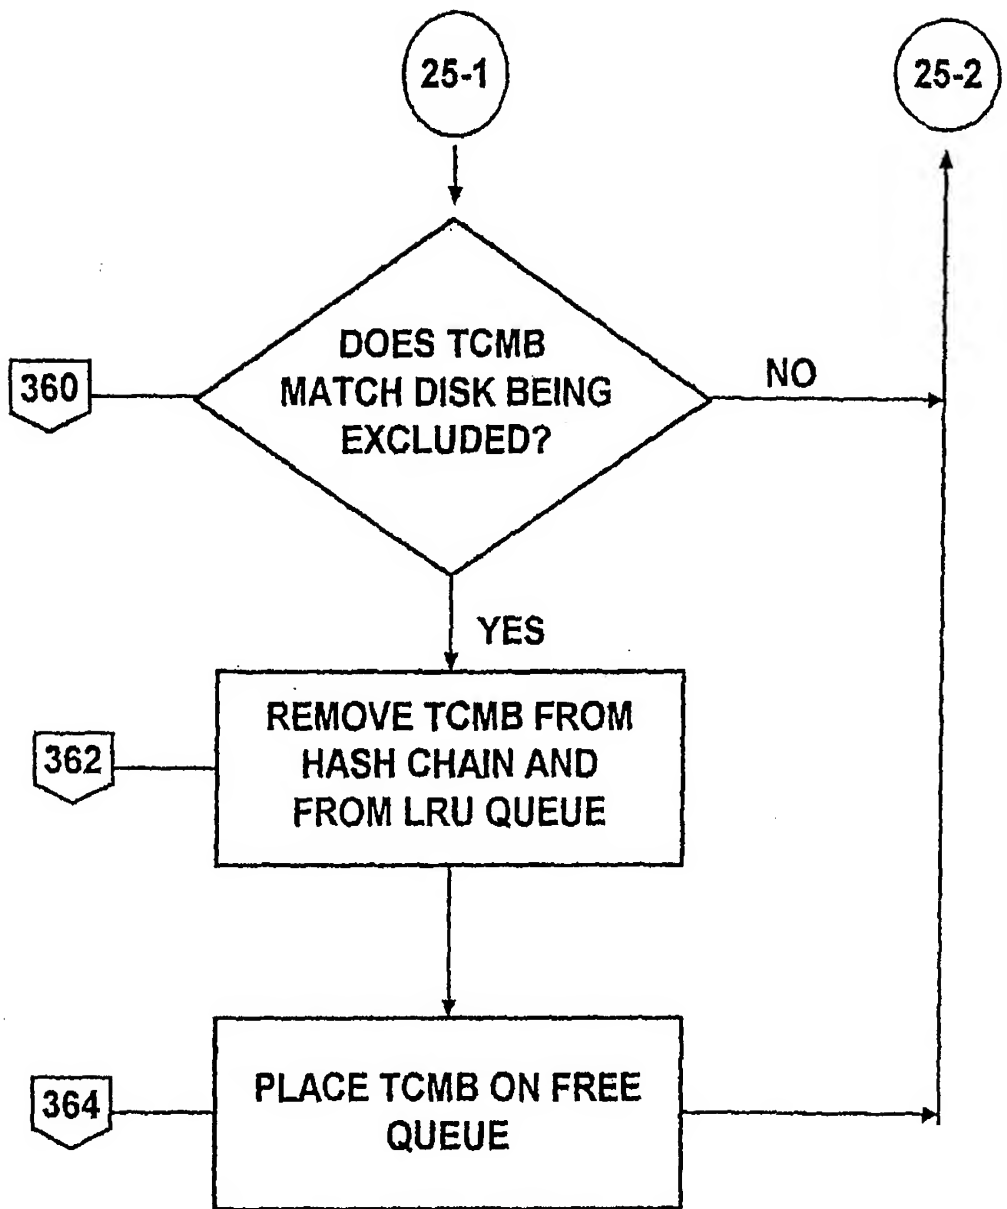 25-1
25-2
DOES TCMB
MATCH DISK BEING
EXCLUDED?
360
NO
YES
REMOVE TCMB FROM
HASH CHAIN AND
FROM LRU QUEUE
362
PLACE TCMB ON FREE
QUEUE
364